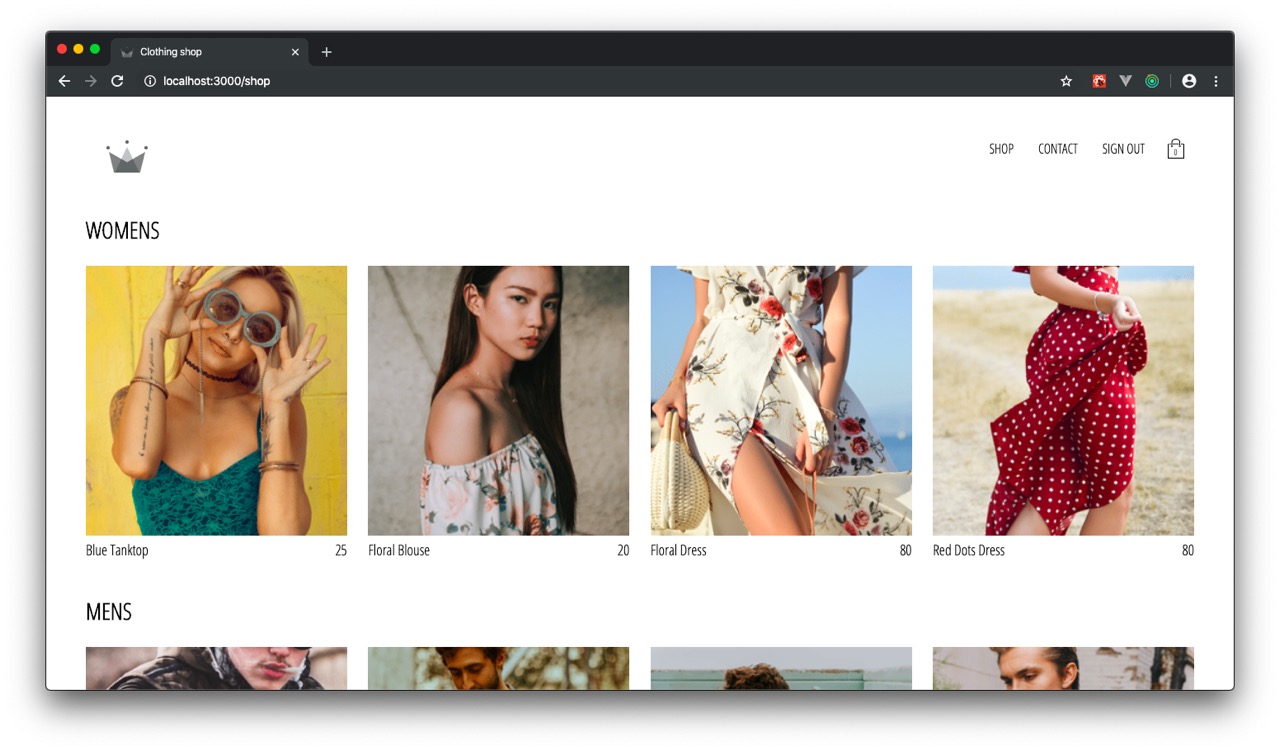 Clothing shop
localhost:3000/shop
SHOP CONTACT SIGN OUT 0
WOMENS
Blue Tanktop 25
Floral Blouse 20
Floral Dress 80
Red Dots Dress 80
MENS